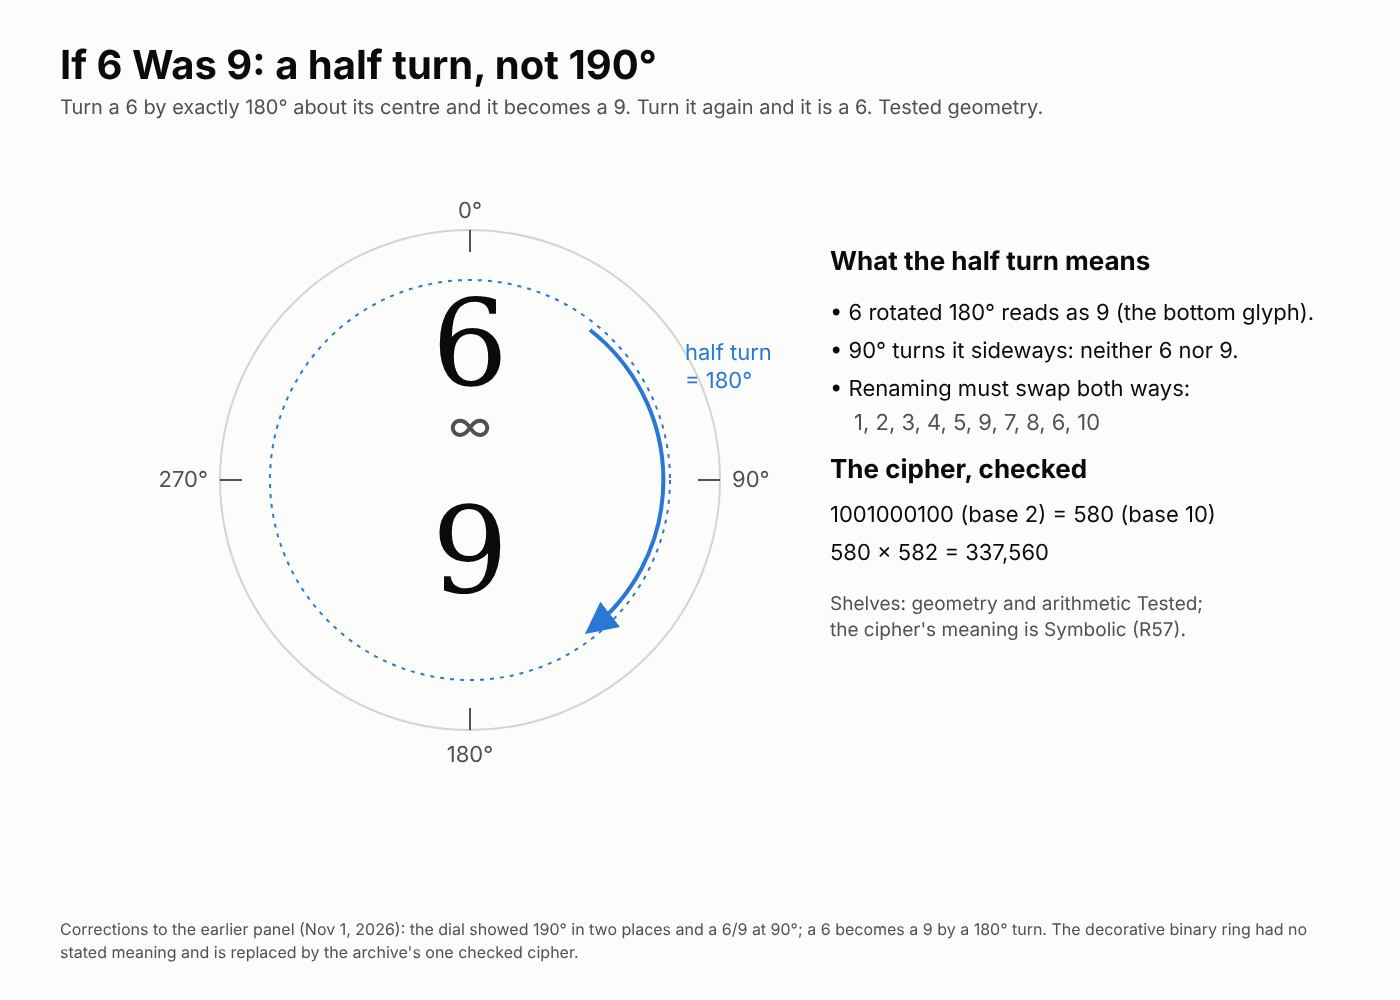 If 6 Was 9: a half turn, not 190°
Turn a 6 by exactly 180° about its centre and it becomes a 9. Turn it again and it is a 6. Tested geometry.
0°
6
∞
9
half turn
= 180°
270°
90°
180°
What the half turn means
• 6 rotated 180° reads as 9 (the bottom glyph).
• 90° turns it sideways: neither 6 nor 9.
• Renaming must swap both ways:
1, 2, 3, 4, 5, 9, 7, 8, 6, 10
The cipher, checked
1001000100 (base 2) = 580 (base 10)
580 × 582 = 337,560
Shelves: geometry and arithmetic Tested;
the cipher's meaning is Symbolic (R57).
Corrections to the earlier panel (Nov 1, 2026): the dial showed 190° in two places and a 6/9 at 90°; a 6 becomes a 9 by a 180° turn. The decorative binary ring had no
stated meaning and is replaced by the archive's one checked cipher.